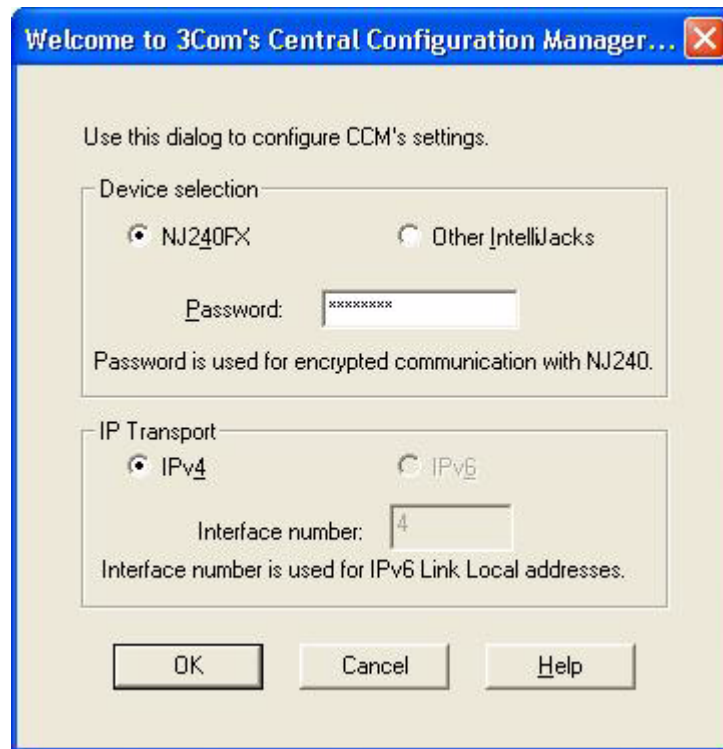 Welcome to 3Com's Central Configuration Manager...
Use this dialog to configure CCM's settings.
Device selection
NJ240FX Other IntelliJacks
Password: ********
Password is used for encrypted communication with NJ240.
IP Transport
IPv4 IPv6
Interface number: 4
Interface number is used for IPv6 Link Local addresses.
OK Cancel Help